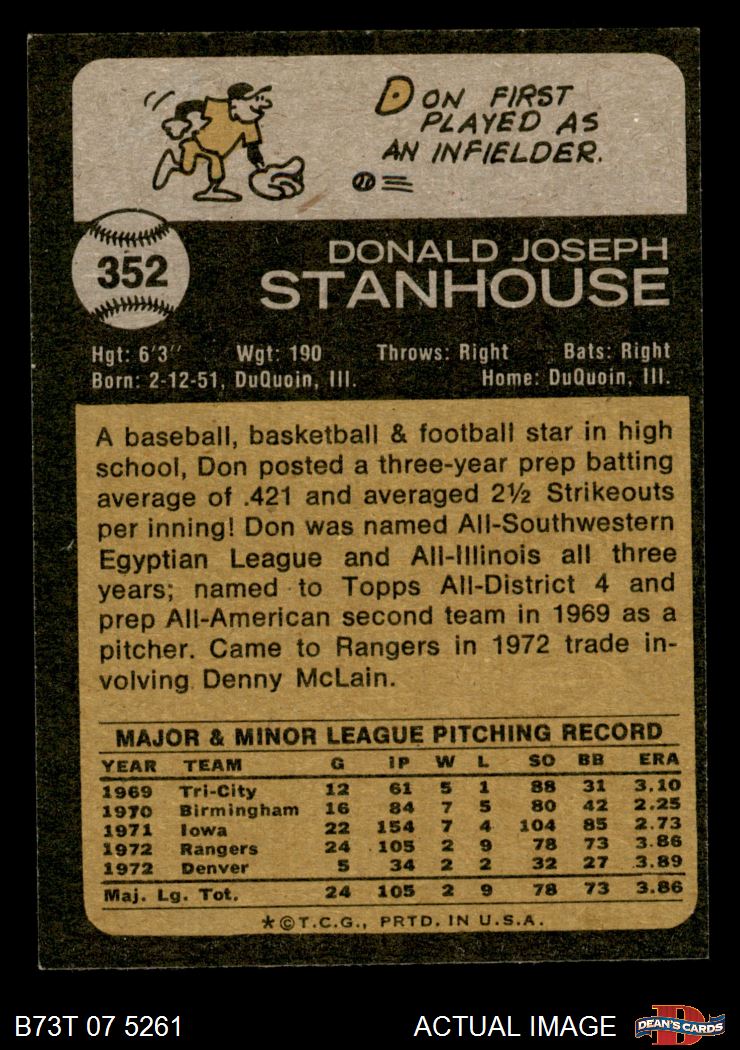 DON FIRST
PLAYED AS
AN INFIELDER.
352
DONALD JOSEPH
STANHOUSE
Hgt: 6'3" Wgt: 190 Throws: Right Bats: Right
Born: 2-12-51, DuQuoin, Ill. Home: DuQuoin, Ill.
A baseball, basketball & football star in high
school, Don posted a three-year prep batting
average of .421 and averaged 2½ Strikeouts
per inning! Don was named All-Southwestern
Egyptian League and All-Illinois all three
years; named to Topps All-District 4 and
prep All-American second team in 1969 as a
pitcher. Came to Rangers in 1972 trade in-
volving Denny McLain.
MAJOR & MINOR LEAGUE PITCHING RECORD
YEAR TEAM G IP W L SO BB ERA
1969 Tri-City 12 61 5 1 88 31 3.10
1970 Birmingham 16 84 7 5 80 42 2.25
1971 Iowa 22 154 7 4 104 85 2.73
1972 Rangers 24 105 2 9 78 73 3.86
1972 Denver 5 34 2 2 32 27 3.89
Maj. Lg. Tot. 24 105 2 9 78 73 3.86
*©T.C.G., PRTD. IN U.S.A.
B73T 07 5261 ACTUAL IMAGE D DEAN'S CARDS